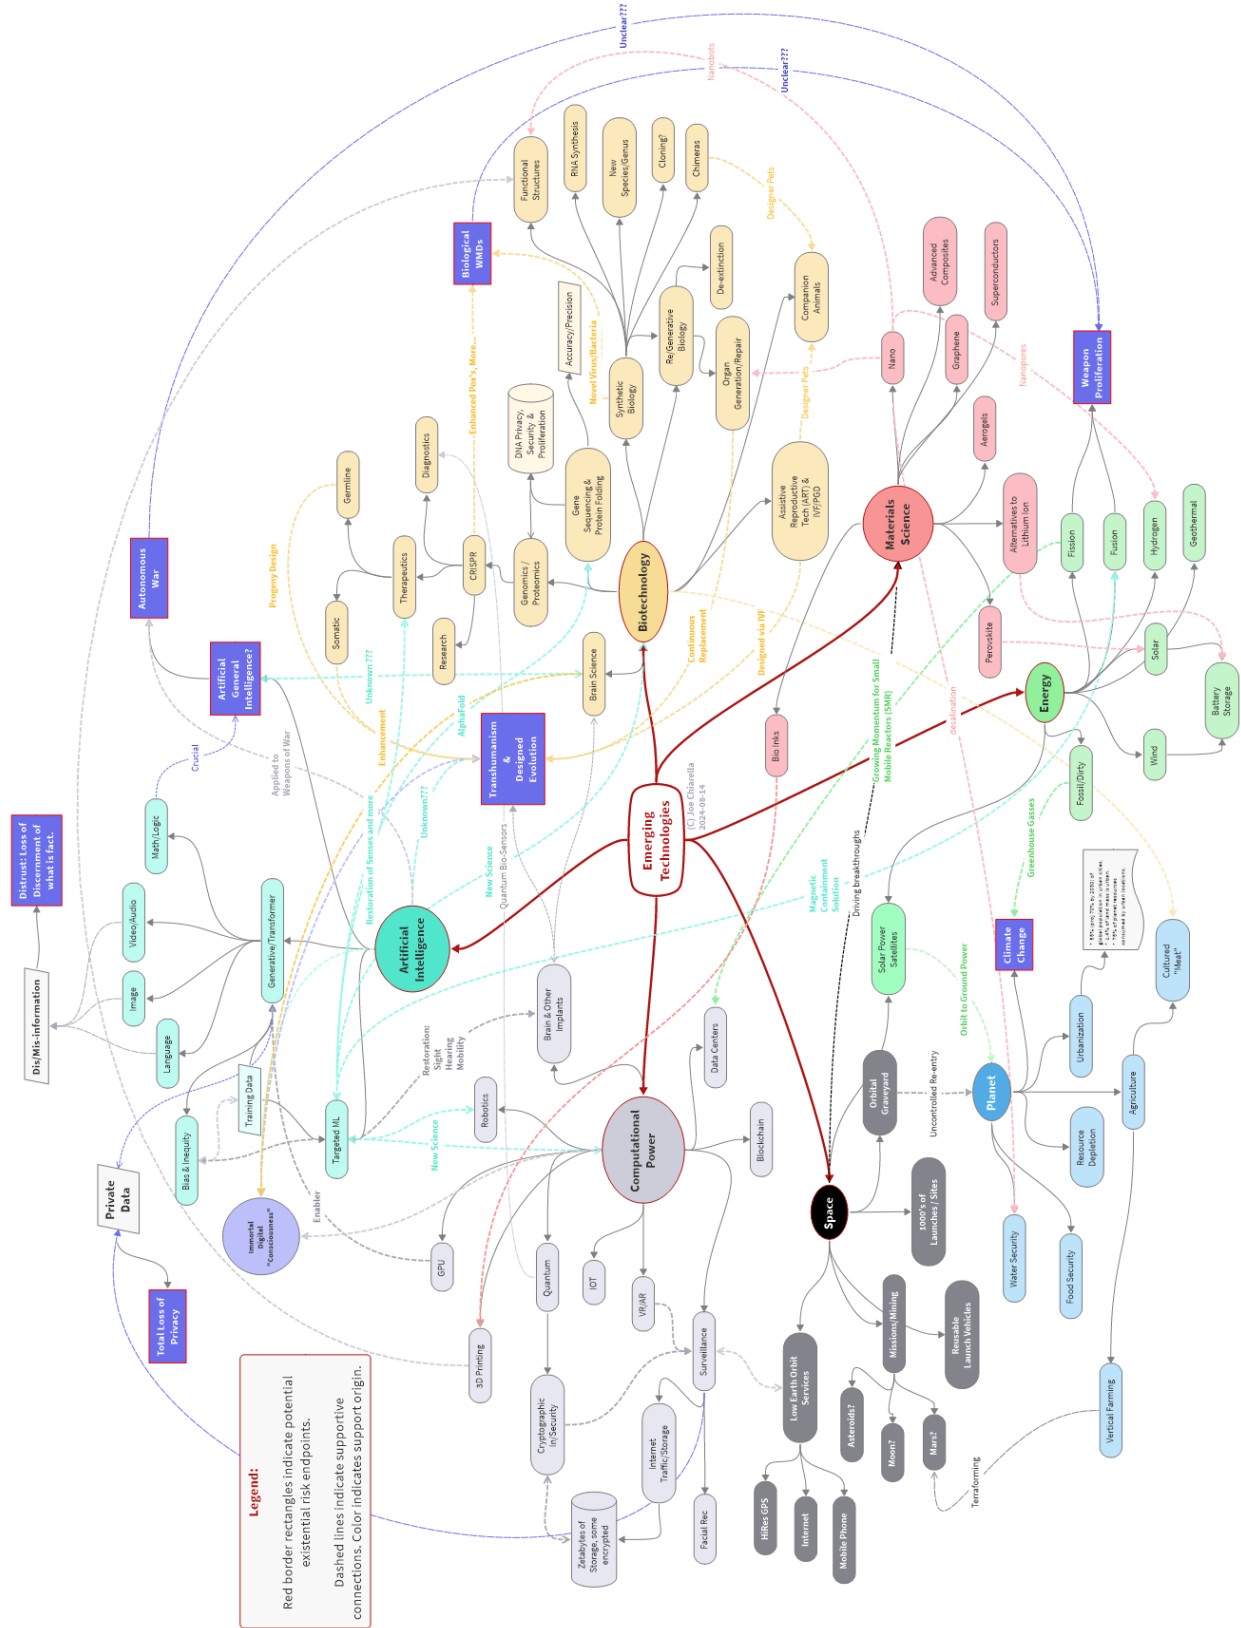 Legend:
Red border rectangles indicate potential
existential risk endpoints.
Dashed lines indicate supportive
connections. Color indicates support origin.
Dis/Mis-information
Distrust: Loss of
Discernment of
what is fact.
Private
Data
Total Loss of
Privacy
Image
Video/Audio
Language
Math/Logic
Crucial
Bias & Inequity
Training Data
Generative/Transformer
Immortal
Digital
"Consciousness"
Enabler
Targeted ML
Artificial
General
Intelligence?
Autonomous
War
Applied to
Weapons of War
Progeny Design
Somatic
Germline
Restoration of Senses and more
Enhancement
Unknown ???
Artificial
Intelligence
Unknown???
Therapeutics
Diagnostics
Restoration:
Sight
Hearing
Mobility
New Science
GPU
Research
AlphaFold
CRISPR
Enhanced Pox's, More...
Biological
WMDs
3D Printing
Robotics
New Science
Quantum Bio-Sensors
Transhumanism
&
Designed
Evolution
Genomics /
Proteomics
DNA Privacy,
Security &
Proliferation
Functional
Structures
Cryptographic
In/Security
Quantum
Brain & Other
Implants
Brain Science
Gene
Sequencing &
Protein Folding
Accuracy/Precision
Novel Virus/Bacteria
RNA Synthesis
Zetabytes of
Storage, some
encrypted
IOT
Synthetic
Biology
New
Species/Genus
Unclear???
Internet
Traffic/Storage
VR/AR
Computational
Power
Emerging
Technologies
(C) Joe Chiarella
2024-08-14
Biotechnology
Re/Generative
Biology
Cloning?
Chimeras
Facial Rec
Surveillance
Data Centers
Continuous
Replacement
Organ
Generation/Repair
De-extinction
Nanobots
Blockchain
Designed via IVF
Bio Inks
Designer Pets
Unclear???
HiRes GPS
Internet
Mobile Phone
Low Earth Orbit
Services
Space
Magnetic
Containment
Solution
Driving breakthroughs
Assistive
Reproductive
Tech (ART) &
IVF/PGD
Designer Pets
Companion
Animals
Asteroids?
Moon?
Mars?
Missions/Mining
Orbital
Graveyard
Solar Power
Satellites
Growing Momentum for Small
Mobile Reactors (SMR)
Materials
Science
Nano
Advanced
Composites
Graphene
Superconductors
Reusable
Launch Vehicles
1000's of
Launches / Sites
Uncontrolled Re-entry
Orbit to Ground Power
desalination
Perovskite
Aerogels
Alternatives to
Lithium Ion
Nanopores
Terraforming
Water Security
Planet
Climate
Change
Greenhouse Gasses
Energy
Food Security
Resource
Depletion
Urbanization
global population in urban cities.
* 75% of planet resources
consumed by urban locations.
Fossil/Dirty
Fission
Fusion
Weapon
Proliferation
Vertical Farming
Agriculture
Cultured
"Meat"
Wind
Solar
Hydrogen
Geothermal
Battery
Storage